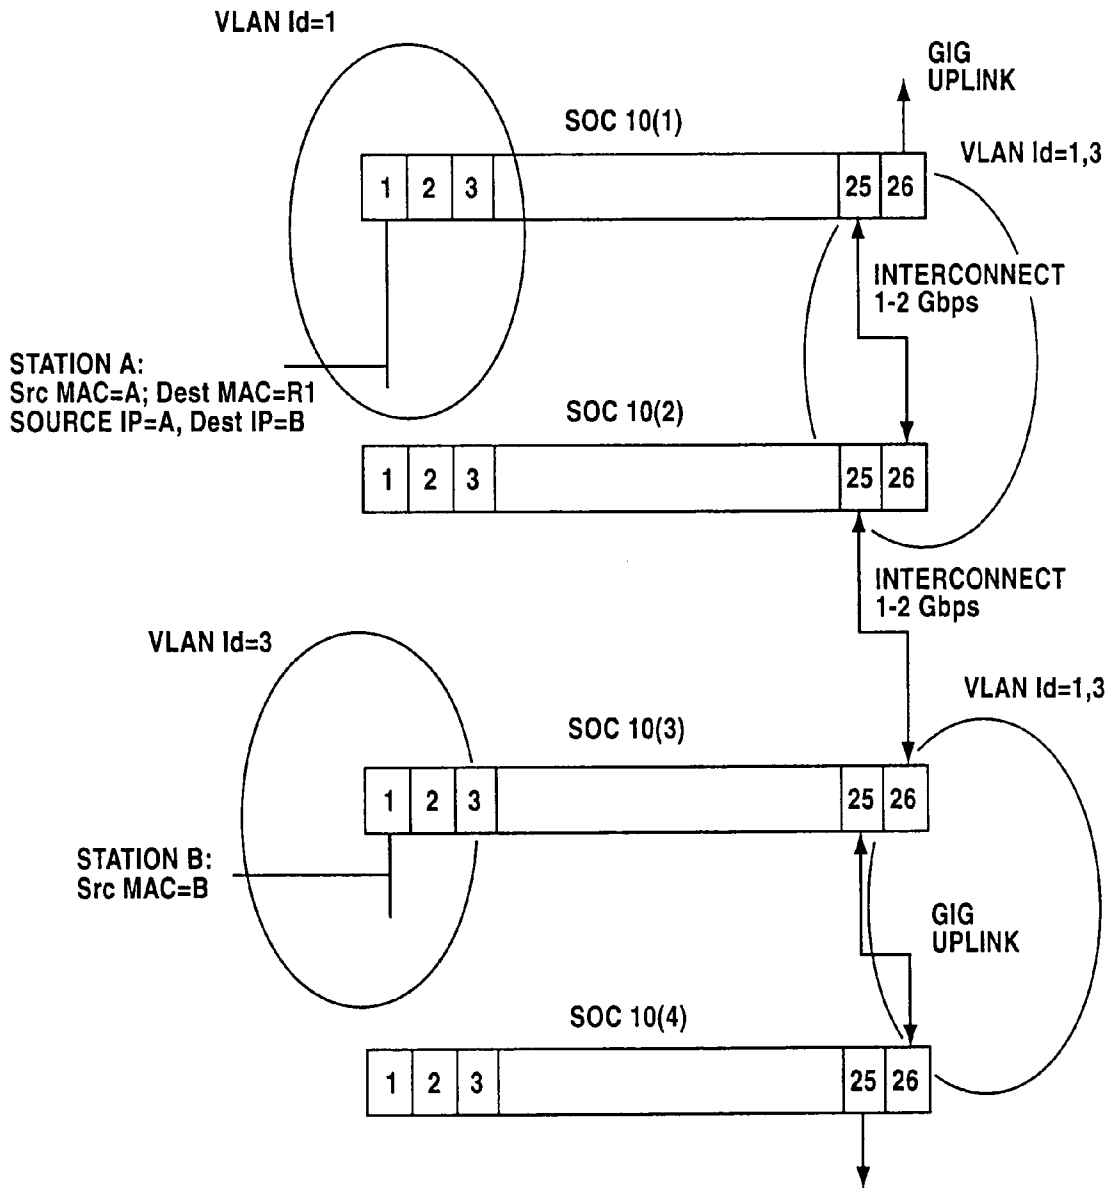 VLAN Id=1
GIG
UPLINK
SOC 10(1)
VLAN Id=1,3
1 2 3 25 26
INTERCONNECT
1-2 Gbps
STATION A:
Src MAC=A; Dest MAC=R1
SOURCE IP=A, Dest IP=B
SOC 10(2)
1 2 3 25 26
INTERCONNECT
1-2 Gbps
VLAN Id=3
VLAN Id=1,3
SOC 10(3)
1 2 3 25 26
STATION B:
Src MAC=B
GIG
UPLINK
SOC 10(4)
1 2 3 25 26